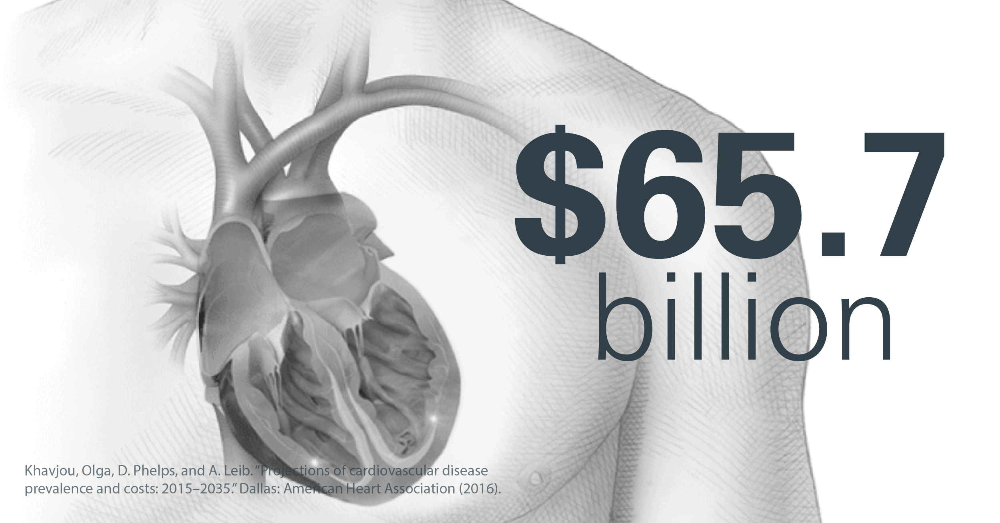 $65.7
billion
Khavjou, Olga, D. Phelps, and A. Leib. “Projections of cardiovascular disease
prevalence and costs: 2015–2035.” Dallas: American Heart Association (2016).